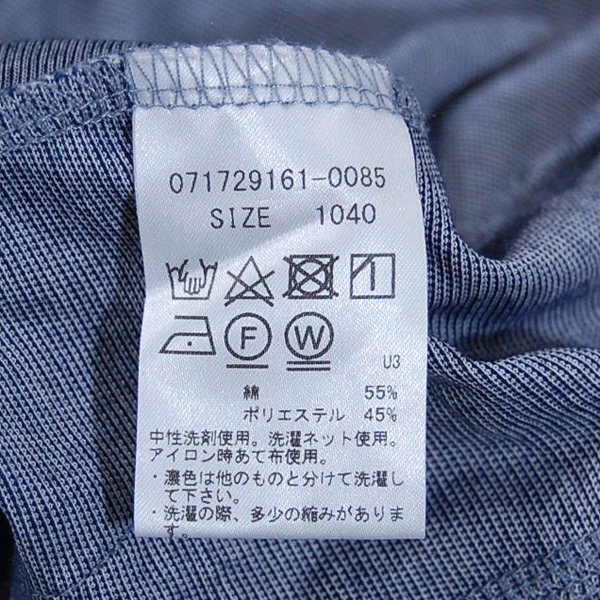 071729161-0085
SIZE 1040
F W
U3
綿 55%
ポリエステル 45%
中性洗剤使用。洗濯ネット使用。
アイロン時あて布使用。
・濃色は他のものと分けて洗濯し
て下さい。
・洗濯の際、多少の縮みがありま
す。